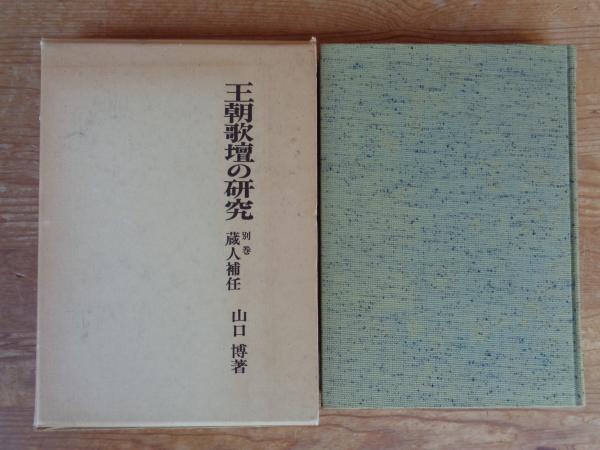 王朝歌壇の研究
別巻
蔵人補任
山口博著